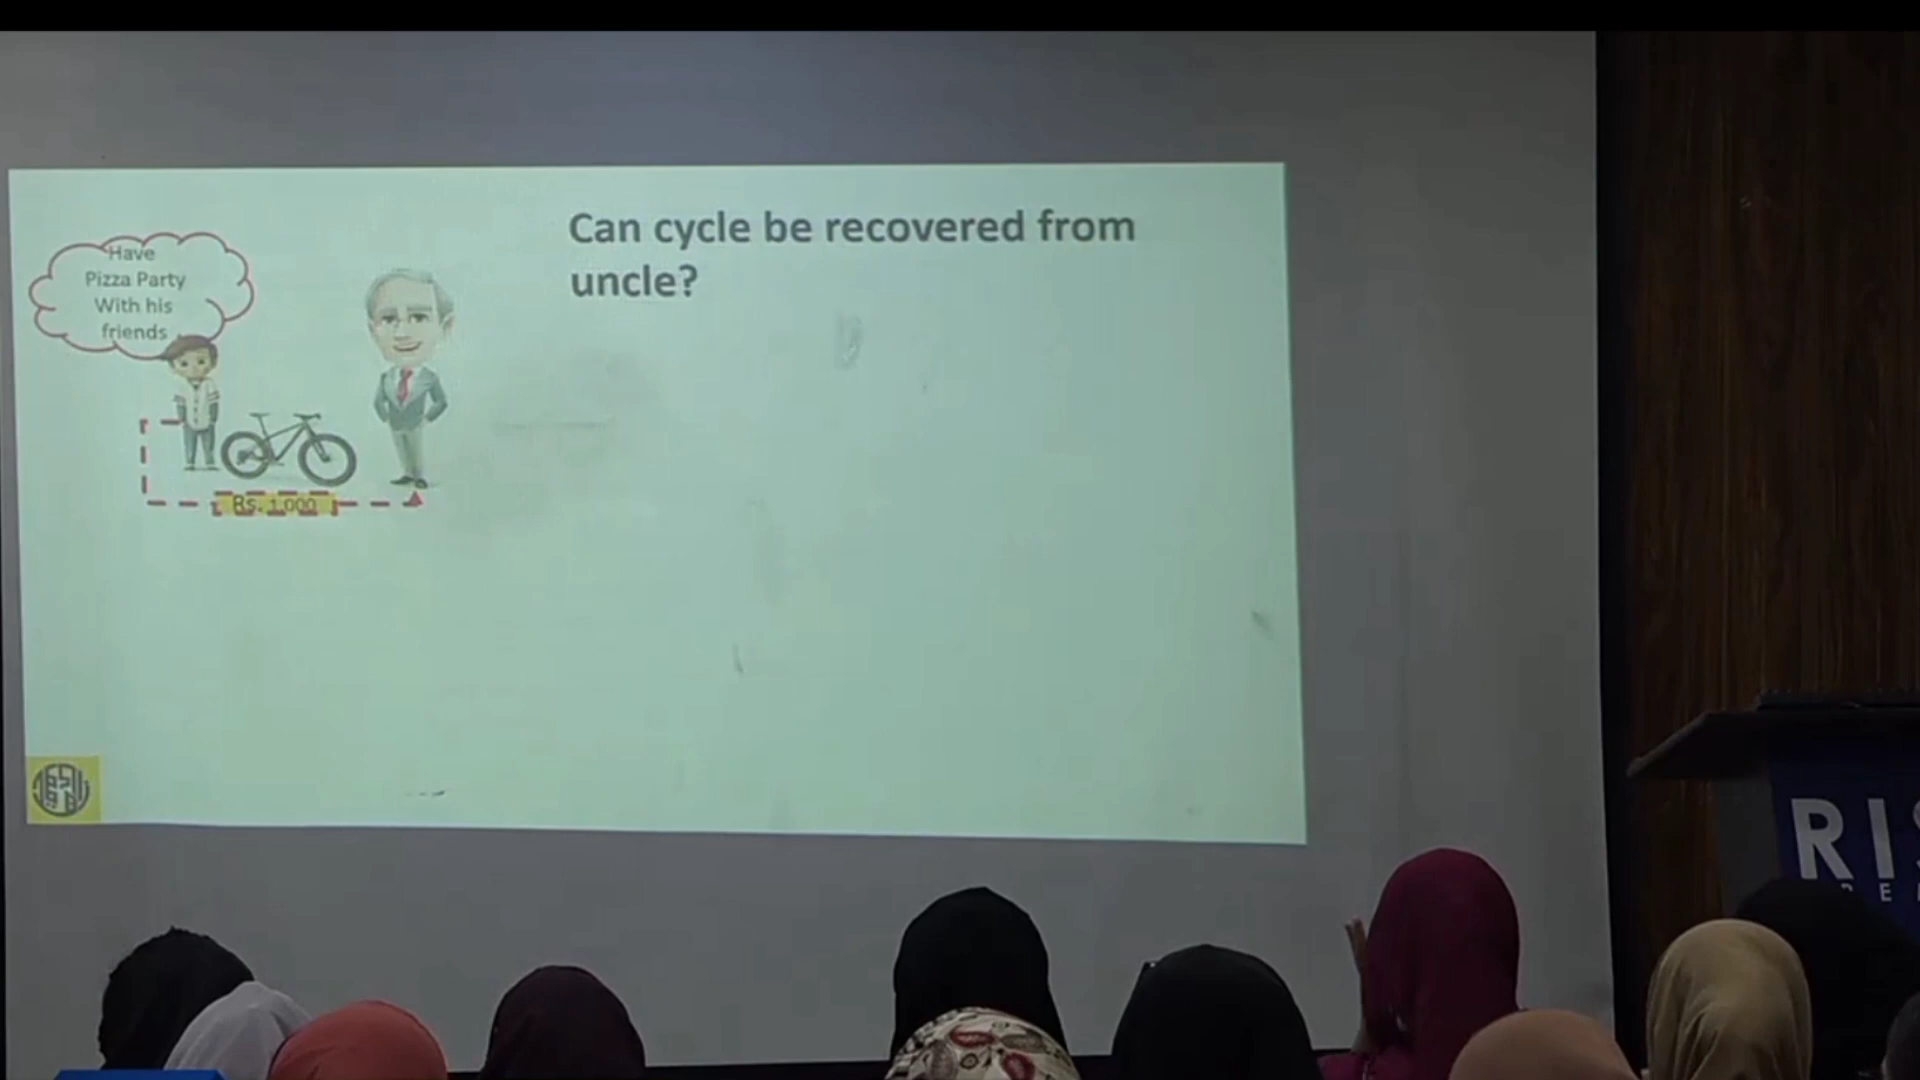 Can cycle be recovered from
uncle?
Have
Pizza Party
With his
friends
Rs. 1,000
RIS